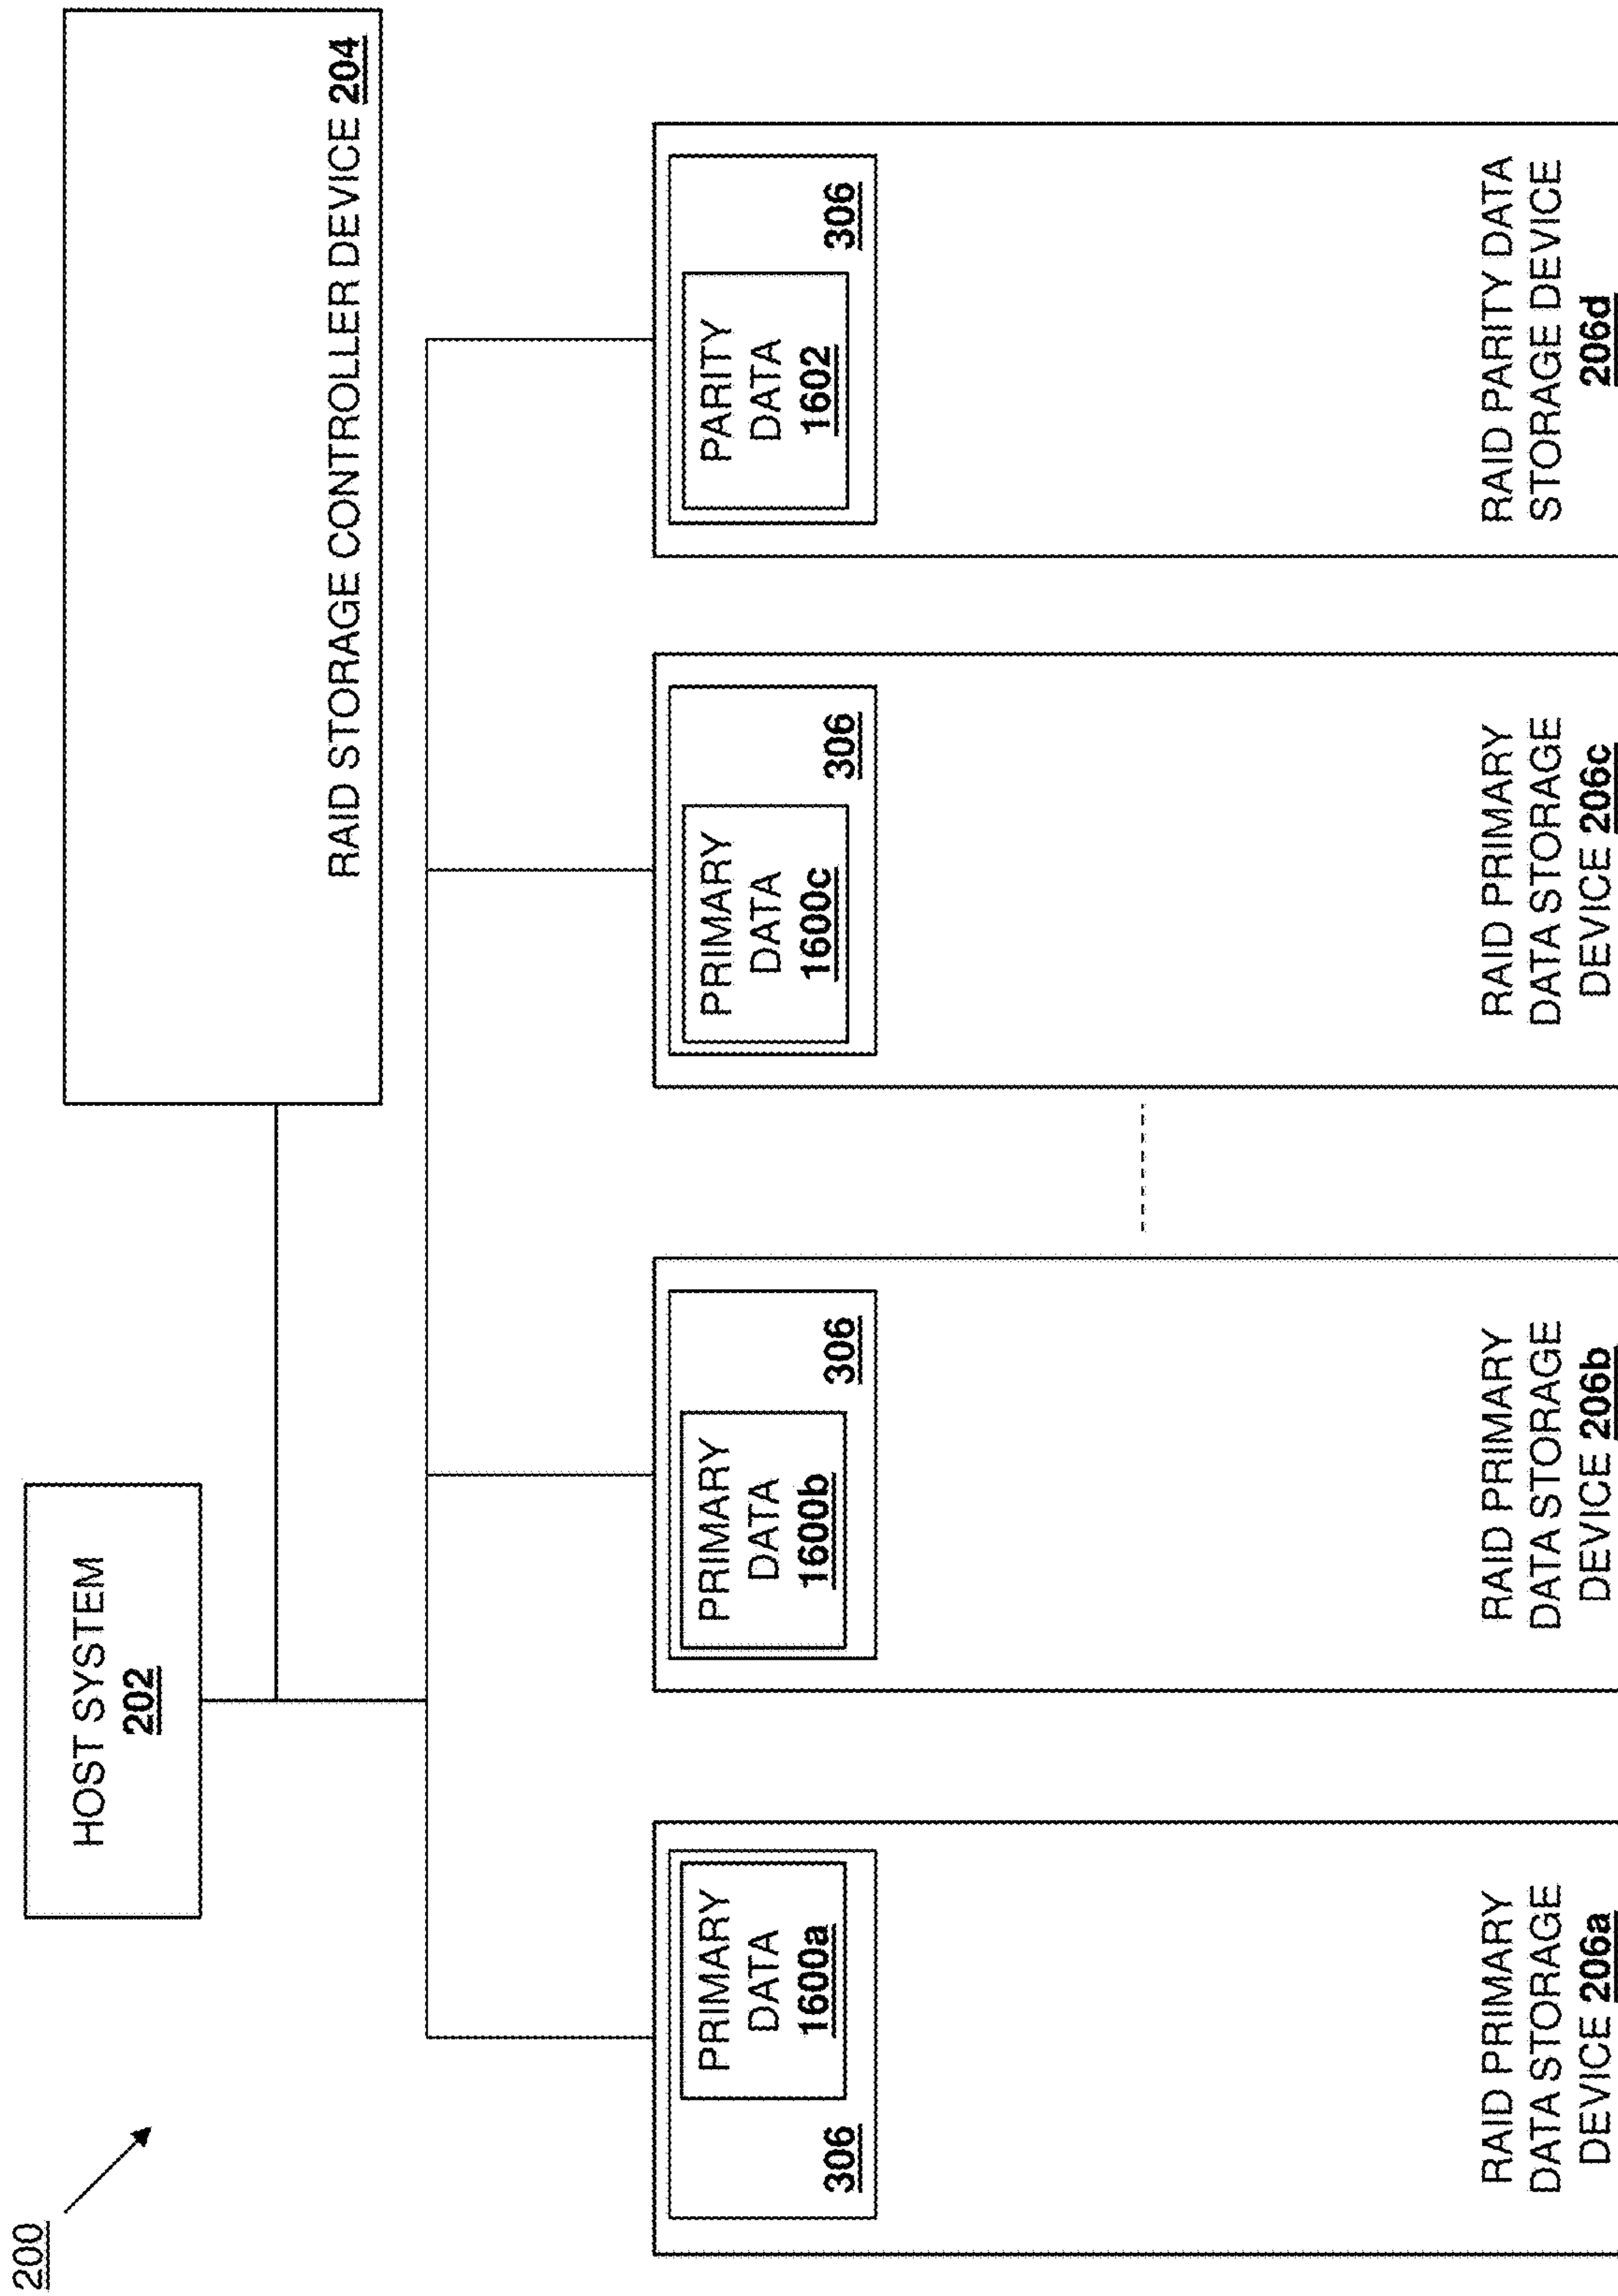 200
HOST SYSTEM
202
RAID STORAGE CONTROLLER DEVICE 204
PRIMARY
DATA
1600a
306
RAID PRIMARY
DATA STORAGE
DEVICE 206a
PRIMARY
DATA
1600b
306
RAID PRIMARY
DATA STORAGE
DEVICE 206b
PRIMARY
DATA
1600c
306
RAID PRIMARY
DATA STORAGE
DEVICE 206c
PARITY
DATA
1602
306
RAID PARITY DATA
STORAGE DEVICE
206d